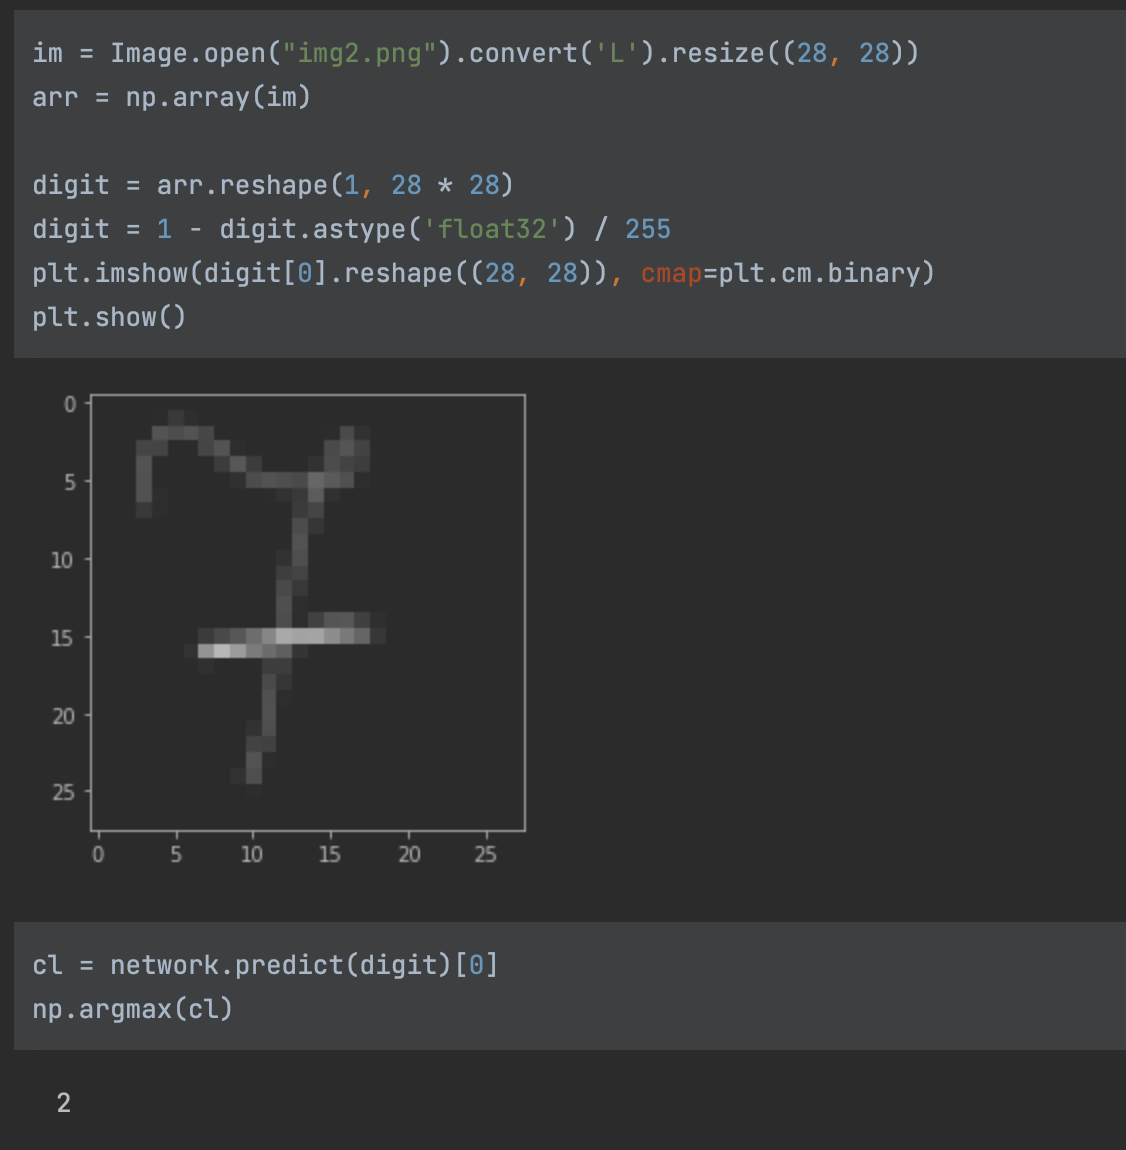 im = Image.open("img2.png").convert('L').resize((28, 28))
arr = np.array(im)
digit = arr.reshape(1, 28 * 28)
digit = 1 - digit.astype('float32') / 255
plt.imshow(digit[0].reshape((28, 28)), cmap=plt.cm.binary)
plt.show()
0
5
10
15
20
25
0 5 10 15 20 25
7
cl = network.predict(digit)[0]
np.argmax(cl)
2